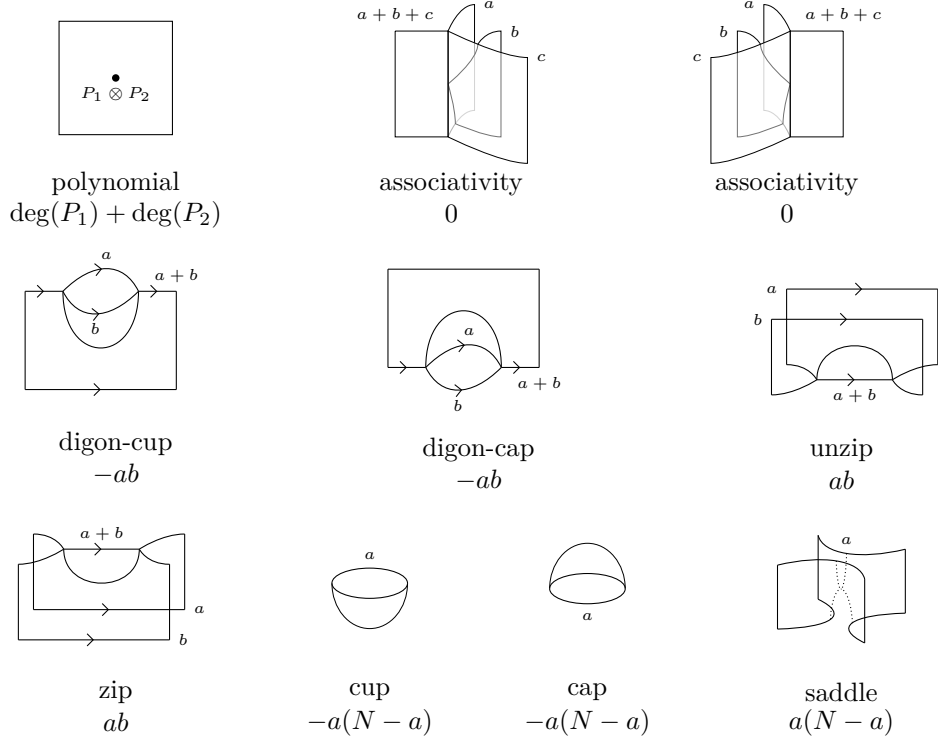 P₁ ⊗ P₂
polynomial
deg(P₁) + deg(P₂)
a + b + c
a
b
c
associativity
0
a
a + b + c
b
c
associativity
0
a
a + b
b
digon-cup
−ab
a
a + b
b
digon-cap
−ab
a
b
a + b
unzip
ab
a + b
a
b
zip
ab
a
cup
−a(N − a)
a
cap
−a(N − a)
a
saddle
a(N − a)